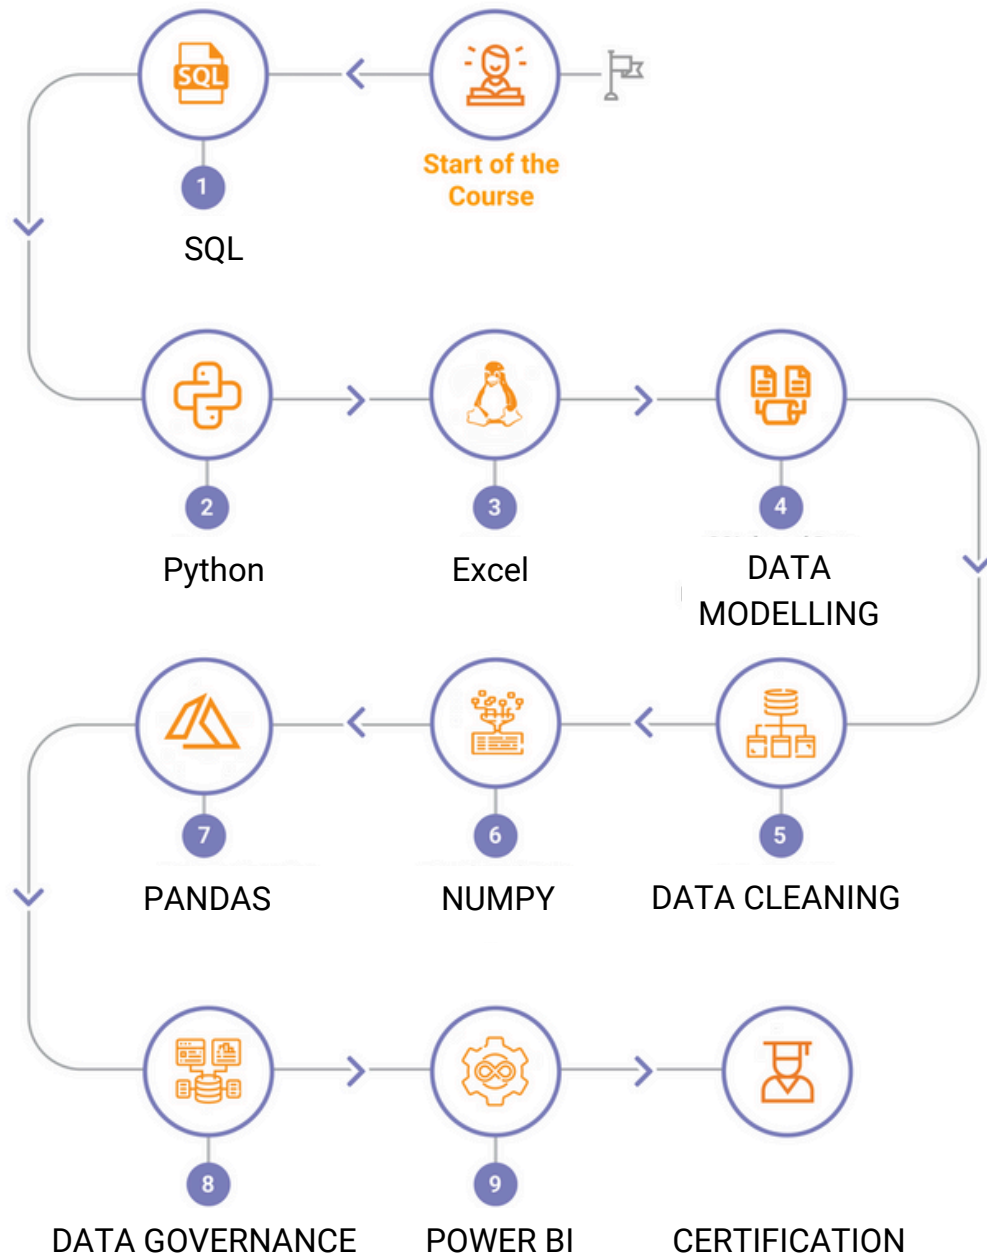 SQL
Start of the
Course
1
SQL
2
Python
3
Excel
4
DATA
MODELLING
7
PANDAS
6
NUMPY
5
DATA CLEANING
8
DATA GOVERNANCE
9
POWER BI
CERTIFICATION